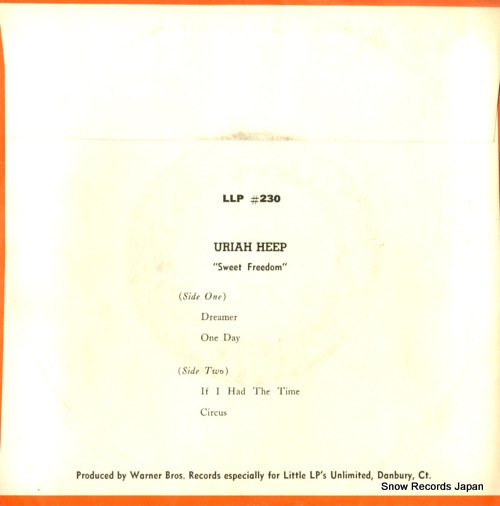 LLP #230
URIAH HEEP
"Sweet Freedom"
(Side One)
Dreamer
One Day
(Side Two)
If I Had The Time
Circus
Produced by Warner Bros. Records especially for Little LP's Unlimited, Danbury, Ct.
Snow Records Japan